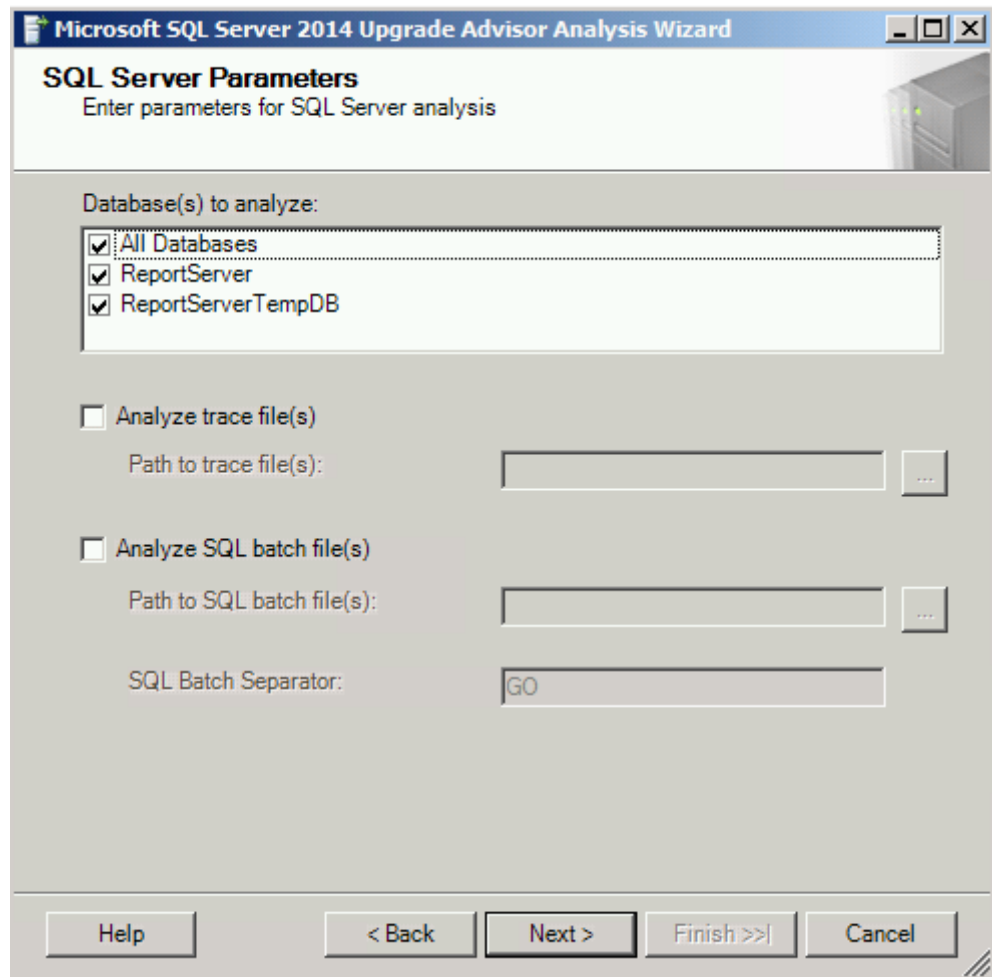 Microsoft SQL Server 2014 Upgrade Advisor Analysis Wizard
SQL Server Parameters
Enter parameters for SQL Server analysis
Database(s) to analyze:
All Databases
ReportServer
ReportServerTempDB
Analyze trace file(s)
Path to trace file(s):
...
Analyze SQL batch file(s)
Path to SQL batch file(s):
...
SQL Batch Separator:
GO
Help
< Back
Next >
Finish >>|
Cancel